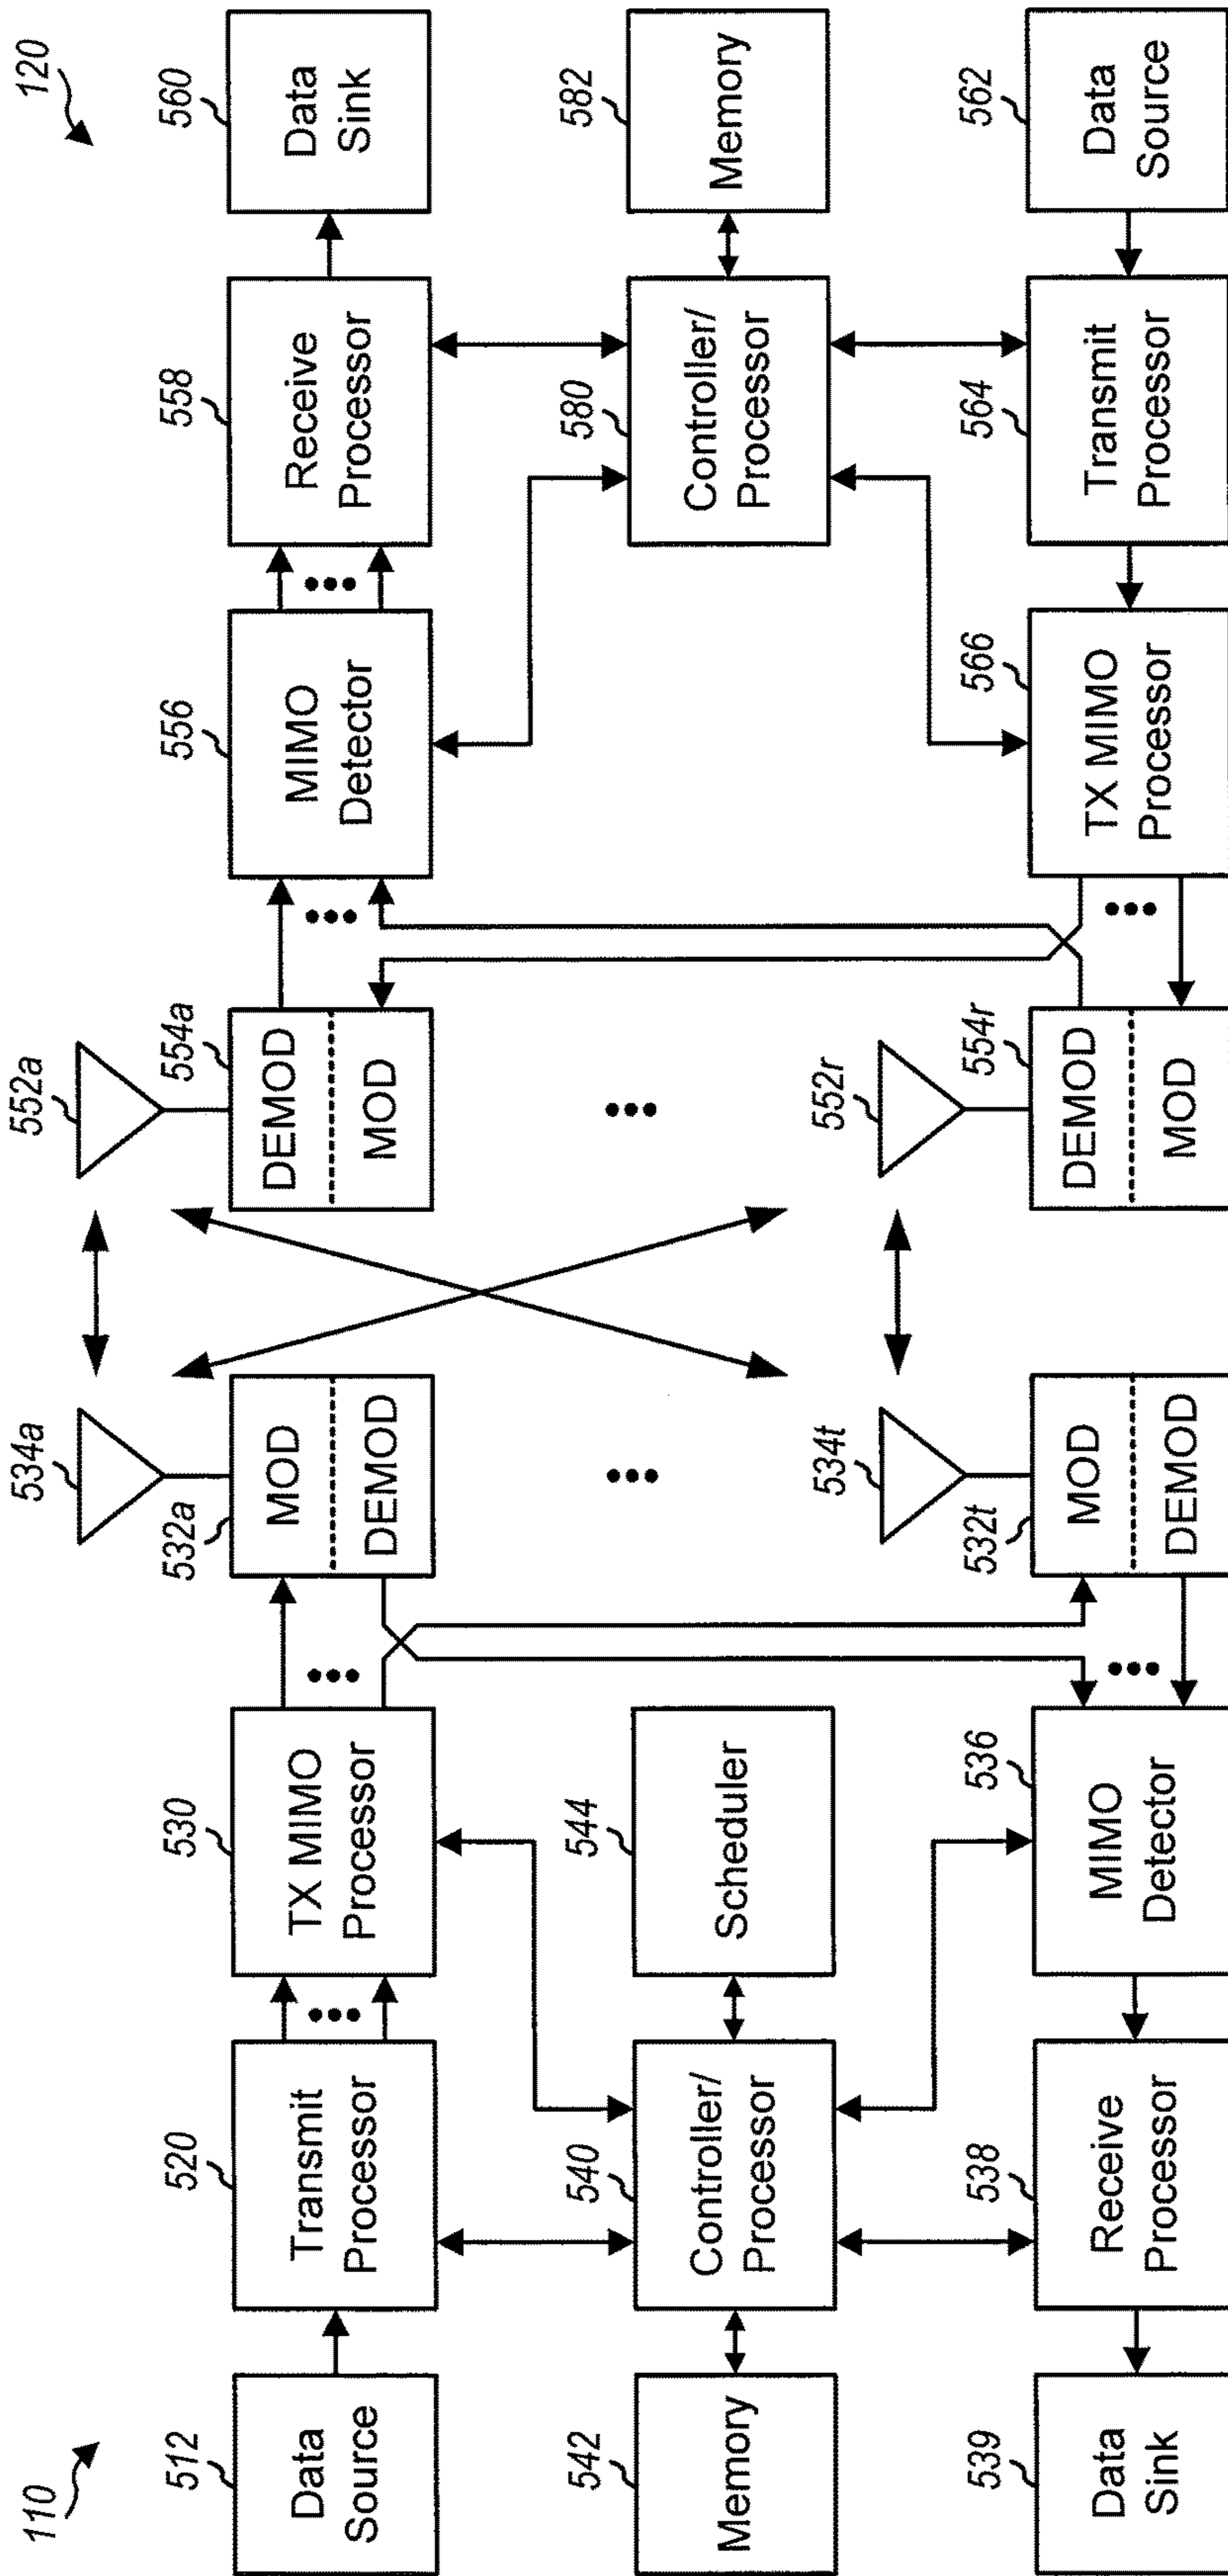 110
120
512
Data
Source
520
Transmit
Processor
530
TX MIMO
Processor
532a
MOD
DEMOD
534a
552a
554a
DEMOD
MOD
556
MIMO
Detector
558
Receive
Processor
560
Data
Sink
542
Memory
540
Controller/
Processor
544
Scheduler
580
Controller/
Processor
582
Memory
539
Data
Sink
538
Receive
Processor
536
MIMO
Detector
532t
MOD
DEMOD
534t
552r
554r
DEMOD
MOD
566
TX MIMO
Processor
564
Transmit
Processor
562
Data
Source